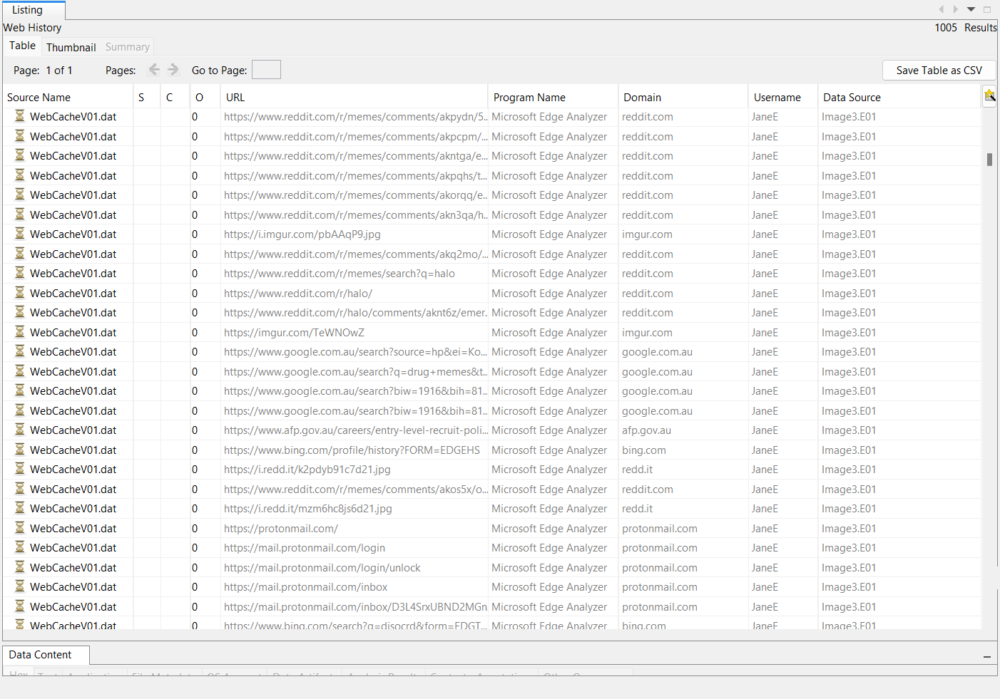 Listing
Web History 1005 Results
Table Thumbnail Summary
Page: 1 of 1 Pages: Go to Page: Save Table as CSV
Source Name S C O URL Program Name Domain Username Data Source
WebCacheV01.dat 0 https://www.reddit.com/r/memes/comments/akpydn/5... Microsoft Edge Analyzer reddit.com JaneE Image3.E01
WebCacheV01.dat 0 https://www.reddit.com/r/memes/comments/akpcpm/... Microsoft Edge Analyzer reddit.com JaneE Image3.E01
WebCacheV01.dat 0 https://www.reddit.com/r/memes/comments/akntga/e... Microsoft Edge Analyzer reddit.com JaneE Image3.E01
WebCacheV01.dat 0 https://www.reddit.com/r/memes/comments/akpqhs/t... Microsoft Edge Analyzer reddit.com JaneE Image3.E01
WebCacheV01.dat 0 https://www.reddit.com/r/memes/comments/akorqq/e... Microsoft Edge Analyzer reddit.com JaneE Image3.E01
WebCacheV01.dat 0 https://www.reddit.com/r/memes/comments/akn3qa/h... Microsoft Edge Analyzer reddit.com JaneE Image3.E01
WebCacheV01.dat 0 https://i.imgur.com/pbAAqP9.jpg Microsoft Edge Analyzer imgur.com JaneE Image3.E01
WebCacheV01.dat 0 https://www.reddit.com/r/memes/comments/akq2mo/... Microsoft Edge Analyzer reddit.com JaneE Image3.E01
WebCacheV01.dat 0 https://www.reddit.com/r/memes/search?q=halo Microsoft Edge Analyzer reddit.com JaneE Image3.E01
WebCacheV01.dat 0 https://www.reddit.com/r/halo/ Microsoft Edge Analyzer reddit.com JaneE Image3.E01
WebCacheV01.dat 0 https://www.reddit.com/r/halo/comments/aknt6z/emer... Microsoft Edge Analyzer reddit.com JaneE Image3.E01
WebCacheV01.dat 0 https://imgur.com/TeWNOwZ Microsoft Edge Analyzer imgur.com JaneE Image3.E01
WebCacheV01.dat 0 https://www.google.com.au/search?source=hp&ei=Ko... Microsoft Edge Analyzer google.com.au JaneE Image3.E01
WebCacheV01.dat 0 https://www.google.com.au/search?q=drug+memes&t... Microsoft Edge Analyzer google.com.au JaneE Image3.E01
WebCacheV01.dat 0 https://www.google.com.au/search?biw=1916&bih=81... Microsoft Edge Analyzer google.com.au JaneE Image3.E01
WebCacheV01.dat 0 https://www.google.com.au/search?biw=1916&bih=81... Microsoft Edge Analyzer google.com.au JaneE Image3.E01
WebCacheV01.dat 0 https://www.afp.gov.au/careers/entry-level-recruit-poli... Microsoft Edge Analyzer afp.gov.au JaneE Image3.E01
WebCacheV01.dat 0 https://www.bing.com/profile/history?FORM=EDGEHS Microsoft Edge Analyzer bing.com JaneE Image3.E01
WebCacheV01.dat 0 https://i.redd.it/k2pdyb91c7d21.jpg Microsoft Edge Analyzer redd.it JaneE Image3.E01
WebCacheV01.dat 0 https://www.reddit.com/r/memes/comments/akos5x/o... Microsoft Edge Analyzer reddit.com JaneE Image3.E01
WebCacheV01.dat 0 https://i.redd.it/mzm6hc8js6d21.jpg Microsoft Edge Analyzer redd.it JaneE Image3.E01
WebCacheV01.dat 0 https://protonmail.com/ Microsoft Edge Analyzer protonmail.com JaneE Image3.E01
WebCacheV01.dat 0 https://mail.protonmail.com/login Microsoft Edge Analyzer protonmail.com JaneE Image3.E01
WebCacheV01.dat 0 https://mail.protonmail.com/login/unlock Microsoft Edge Analyzer protonmail.com JaneE Image3.E01
WebCacheV01.dat 0 https://mail.protonmail.com/inbox Microsoft Edge Analyzer protonmail.com JaneE Image3.E01
WebCacheV01.dat 0 https://mail.protonmail.com/inbox/D3L4SrxUBND2MGn Microsoft Edge Analyzer protonmail.com JaneE Image3.E01
WebCacheV01.dat 0 https://www.bing.com/search?q=disocrd&form=EDGT... Microsoft Edge Analyzer bing.com JaneE Image3.E01
Data Content
Hex Text